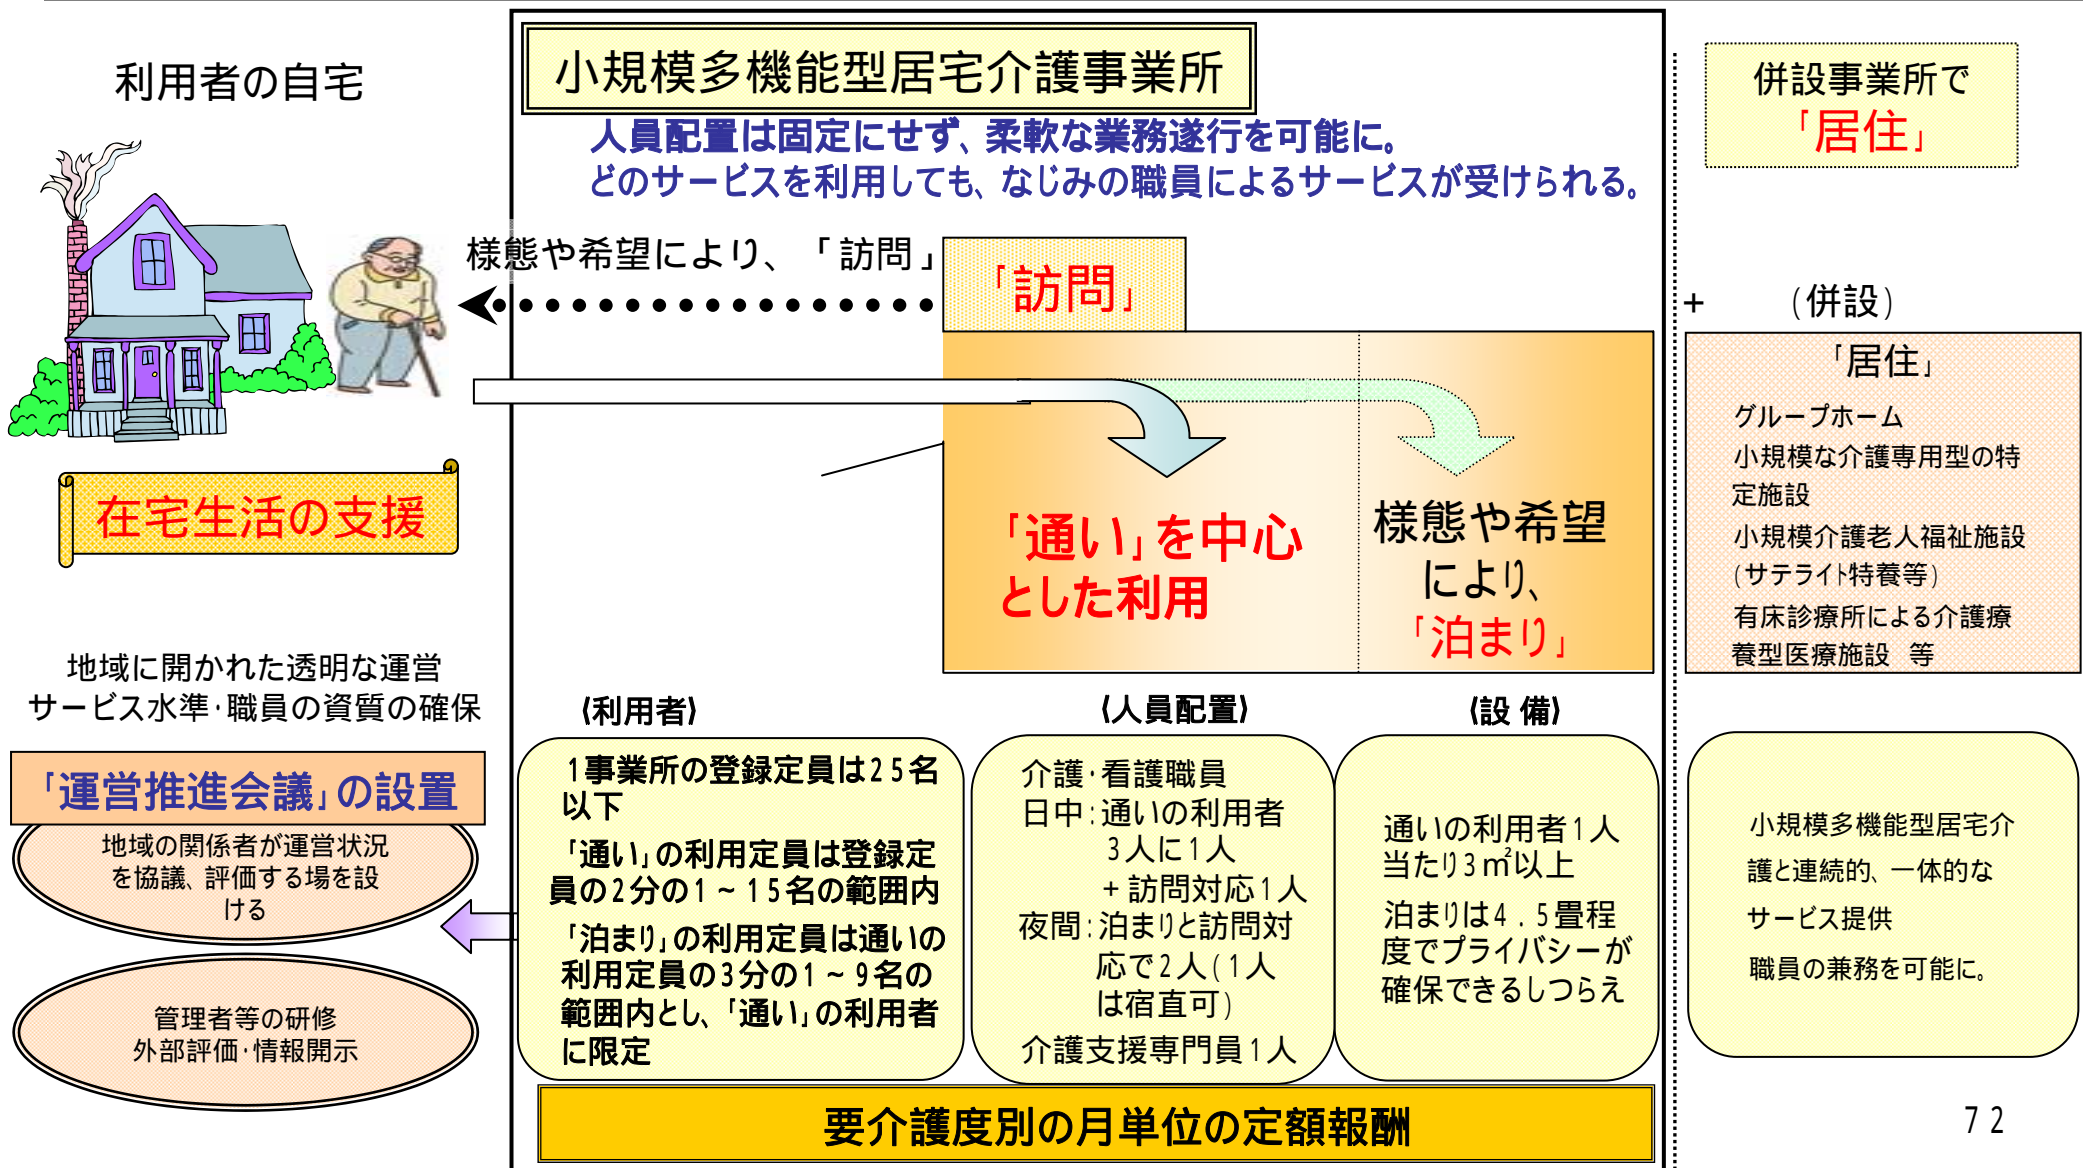 利用者の自宅
小規模多機能型居宅介護事業所
人員配置は固定にせず、柔軟な業務遂行を可能に。
どのサービスを利用しても、なじみの職員によるサービスが受けられる。
併設事業所で
「居住」
様態や希望により、「訪問」
「訪問」
+ (併設)
「居住」
グループホーム
小規模な介護専用型の特
定施設
小規模介護老人福祉施設
(サテライト特養等)
有床診療所による介護療
養型医療施設 等
在宅生活の支援
「通い」を中心
とした利用
様態や希望
により、
「泊まり」
地域に開かれた透明な運営
サービス水準・職員の資質の確保
「運営推進会議」の設置
地域の関係者が運営状況
を協議、評価する場を設
ける
管理者等の研修
外部評価・情報開示
《利用者》
1事業所の登録定員は25名
以下
「通い」の利用定員は登録定
員の2分の1~15名の範囲内
「泊まり」の利用定員は通いの
利用定員の3分の1~9名の
範囲内とし、「通い」の利用者
に限定
《人員配置》
介護・看護職員
日中:通いの利用者
3人に1人
+訪問対応1人
夜間:泊まりと訪問対
応で2人(1人
は宿直可)
介護支援専門員1人
《設 備》
通いの利用者1人
当たり3㎡以上
泊まりは4.5畳程
度でプライバシーが
確保できるしつらえ
小規模多機能型居宅介
護と連続的、一体的な
サービス提供
職員の兼務を可能に。
要介護度別の月単位の定額報酬
72